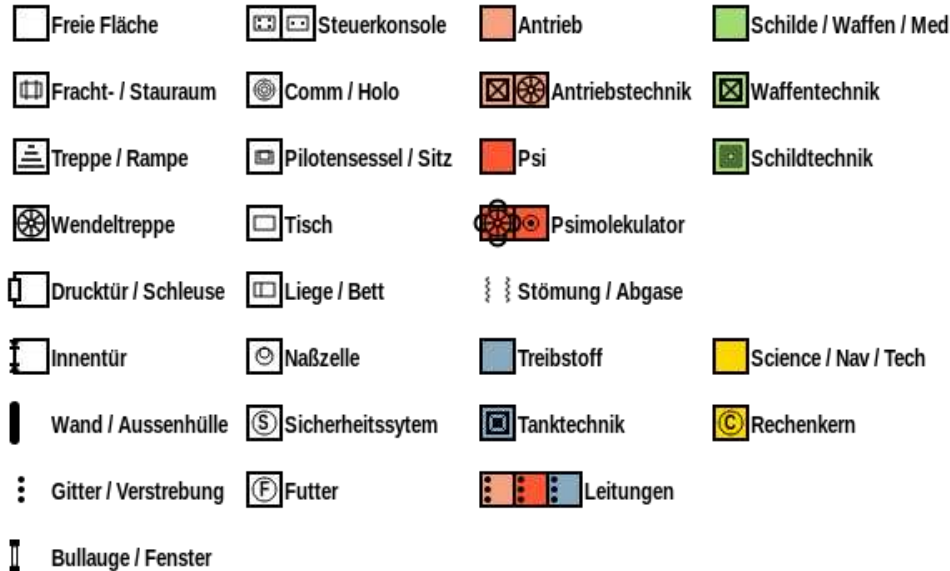 Freie Fläche
Steuerkonsole
Antrieb
Schilde / Waffen / Med
Fracht- / Stauraum
Comm / Holo
Antriebstechnik
Waffentechnik
Treppe / Rampe
Pilotensessel / Sitz
Psi
Schildtechnik
Wendeltreppe
Tisch
Psimolekulator
Drucktür / Schleuse
Liege / Bett
Stömung / Abgase
Innentür
Naßzelle
Treibstoff
Science / Nav / Tech
Wand / Aussenhülle
S Sicherheitssytem
Tanktechnik
C Rechenkern
Gitter / Verstrebung
F Futter
Leitungen
Bullauge / Fenster